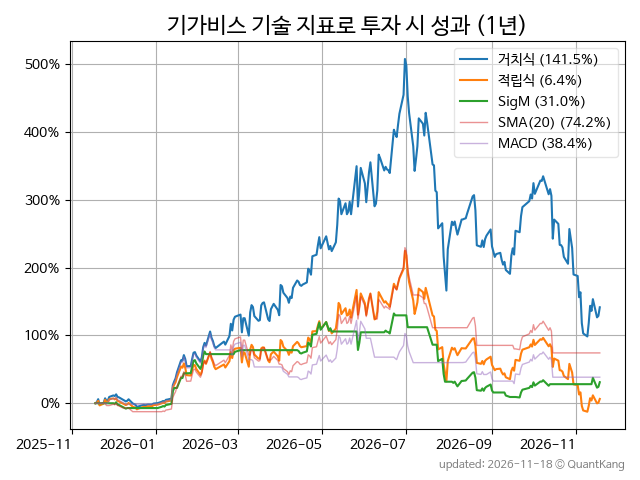 기가비스 기술 지표로 투자 시 성과 (1년)
500%
400%
300%
200%
100%
0%
거치식 (141.5%)
적립식 (6.4%)
SigM (31.0%)
SMA(20) (74.2%)
MACD (38.4%)
2025-11
2026-01
2026-03
2026-05
2026-07
2026-09
2026-11
updated: 2026-11-18 © QuantKang